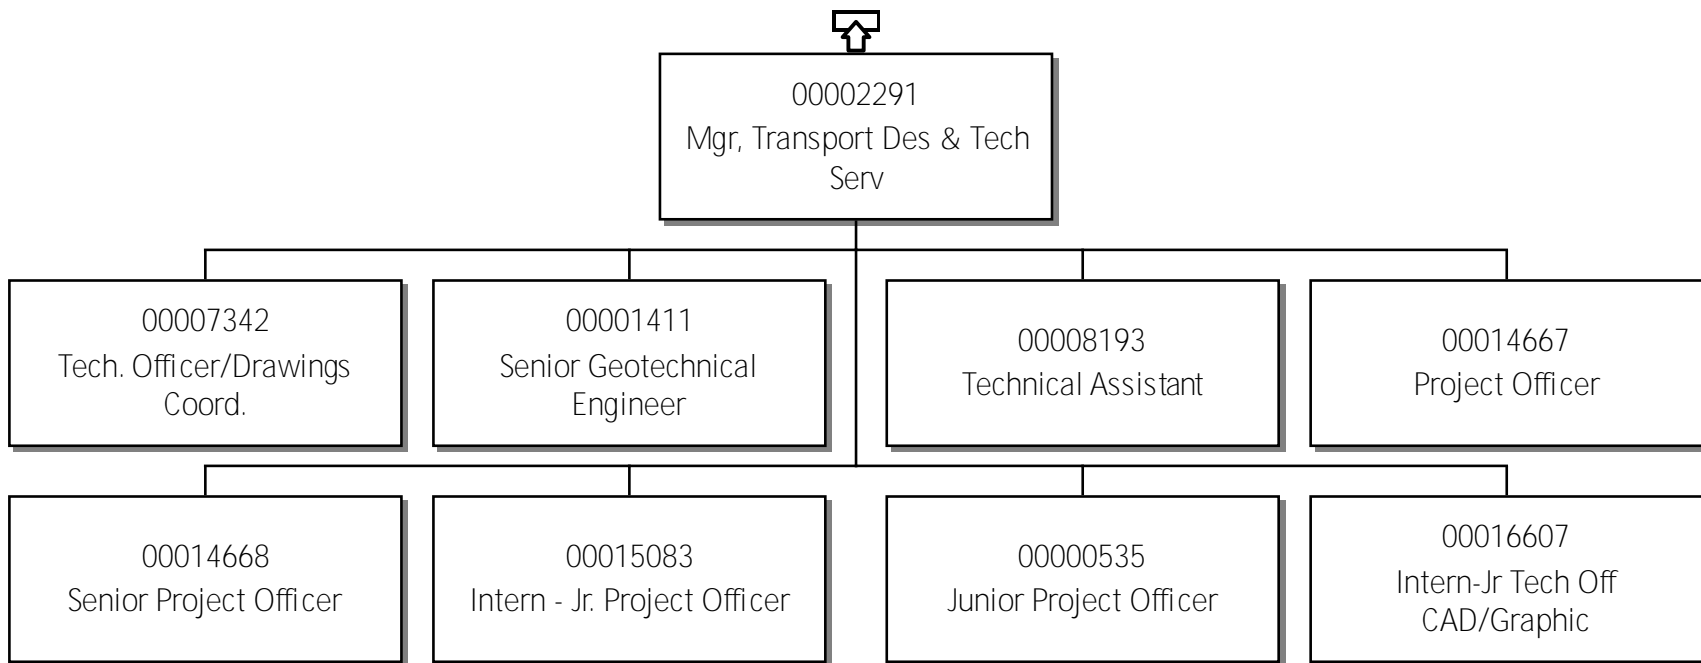 00002291
Mgr, Transport Des & Tech
Serv
00007342
Tech. Officer/Drawings
Coord.
00001411
Senior Geotechnical
Engineer
00008193
Technical Assistant
00014667
Project Officer
00014668
Senior Project Officer
00015083
Intern - Jr. Project Officer
00000535
Junior Project Officer
00016607
Intern-Jr Tech Off
CAD/Graphic